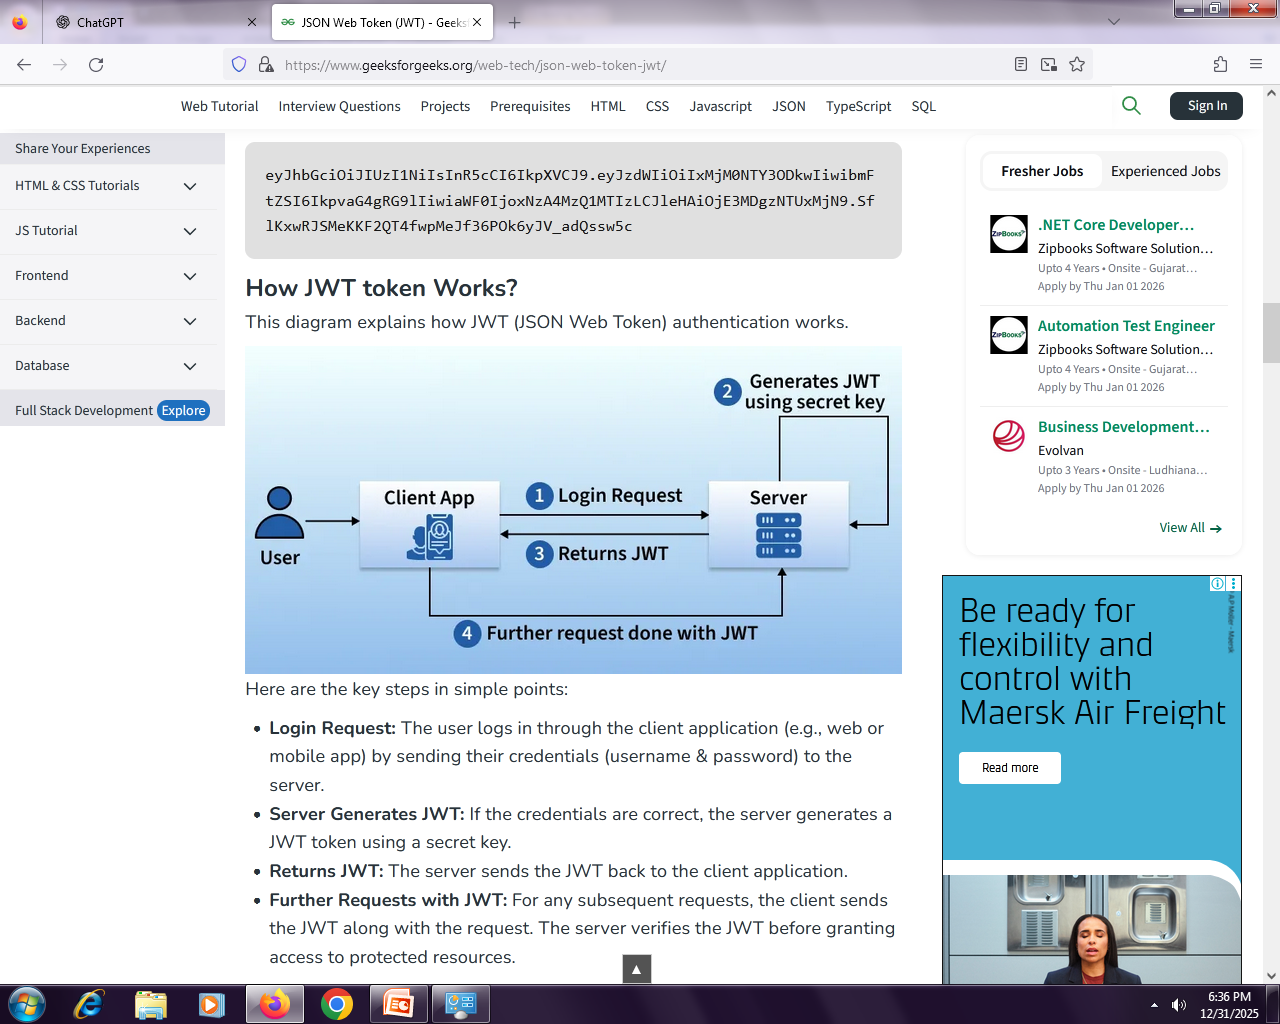 ChatGPT
JSON Web Token (JWT) - Geeks
https://www.geeksforgeeks.org/web-tech/json-web-token-jwt/
Web Tutorial Interview Questions Projects Prerequisites HTML CSS Javascript JSON TypeScript SQL
Sign In
Share Your Experiences
HTML & CSS Tutorials
JS Tutorial
Frontend
Backend
Database
Full Stack Development Explore
eyJhbGciOiJIUzI1NiIsInR5cCI6IkpXVCJ9.eyJzdWIiOiIxMjM0NTY3ODkwIiwibmF
tZSI6IkpvaG4gRG9lIiwiaWF0IjoxNzA4MzQ1MTIzLCJleHAiOjE3MDgzNTUxMjN9.Sf
lKxwRJSMeKKF2QT4fwpMeJf36POk6yJV_adQssw5c
How JWT token Works?
This diagram explains how JWT (JSON Web Token) authentication works.
2 Generates JWT
using secret key
User
Client App
1 Login Request
Server
3 Returns JWT
4 Further request done with JWT
Here are the key steps in simple points:
Login Request: The user logs in through the client application (e.g., web or
mobile app) by sending their credentials (username & password) to the
server.
Server Generates JWT: If the credentials are correct, the server generates a
JWT token using a secret key.
Returns JWT: The server sends the JWT back to the client application.
Further Requests with JWT: For any subsequent requests, the client sends
the JWT along with the request. The server verifies the JWT before granting
access to protected resources.
Fresher Jobs Experienced Jobs
ZIPBOOKS
.NET Core Developer...
Zipbooks Software Solution...
Upto 4 Years • Onsite - Gujarat...
Apply by Thu Jan 01 2026
ZIPBOOKS
Automation Test Engineer
Zipbooks Software Solution...
Upto 4 Years • Onsite - Gujarat...
Apply by Thu Jan 01 2026
Business Development...
Evolvan
Upto 3 Years • Onsite - Ludhiana...
Apply by Thu Jan 01 2026
View All
Be ready for
flexibility and
control with
Maersk Air Freight
Read more
6:36 PM
12/31/2025